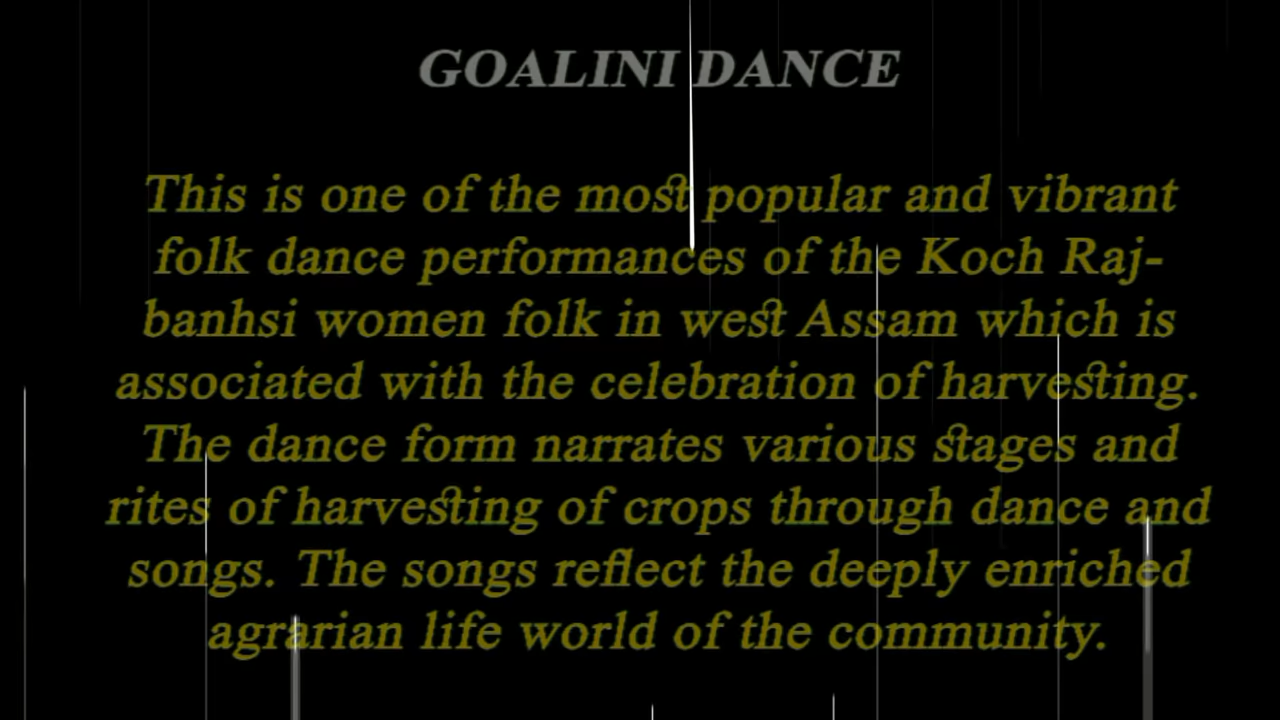 GOALINI DANCE
This is one of the most popular and vibrant
folk dance performances of the Koch Raj-
banhsi women folk in west Assam which is
associated with the celebration of harvesting.
The dance form narrates various stages and
rites of harvesting of crops through dance and
songs. The songs reflect the deeply enriched
agrarian life world of the community.